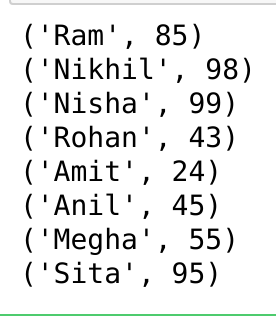 ('Ram', 85)
('Nikhil', 98)
('Nisha', 99)
('Rohan', 43)
('Amit', 24)
('Anil', 45)
('Megha', 55)
('Sita', 95)